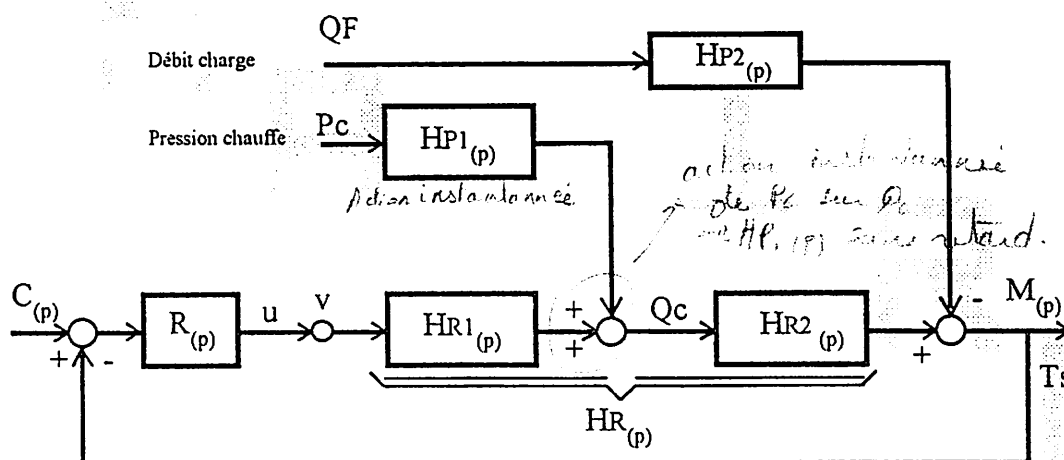 QF
Débit charge
HP2(p)
Pression chauffe
Pc
HP1(p)
Action instantannée
action instantannée
de Pc sur Qc
HP1(p) sans retard.
C(p)
+
-
R(p)
u
v
HR1(p)
+
+
Qc
HR2(p)
+
-
M(p)
Ts
HR(p)